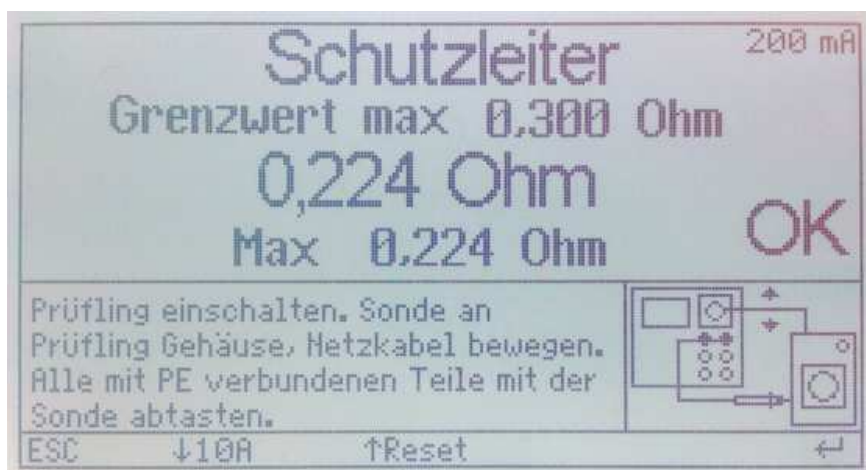 Schutzleiter 200 mA
Grenzwert max 0,300 Ohm
0,224 Ohm
OK
Max 0,224 Ohm
Prüfling einschalten. Sonde an
Prüfling Gehäuse, Netzkabel bewegen.
Alle mit PE verbundenen Teile mit der
Sonde abtasten.
ESC ↓10A ↑Reset ↵